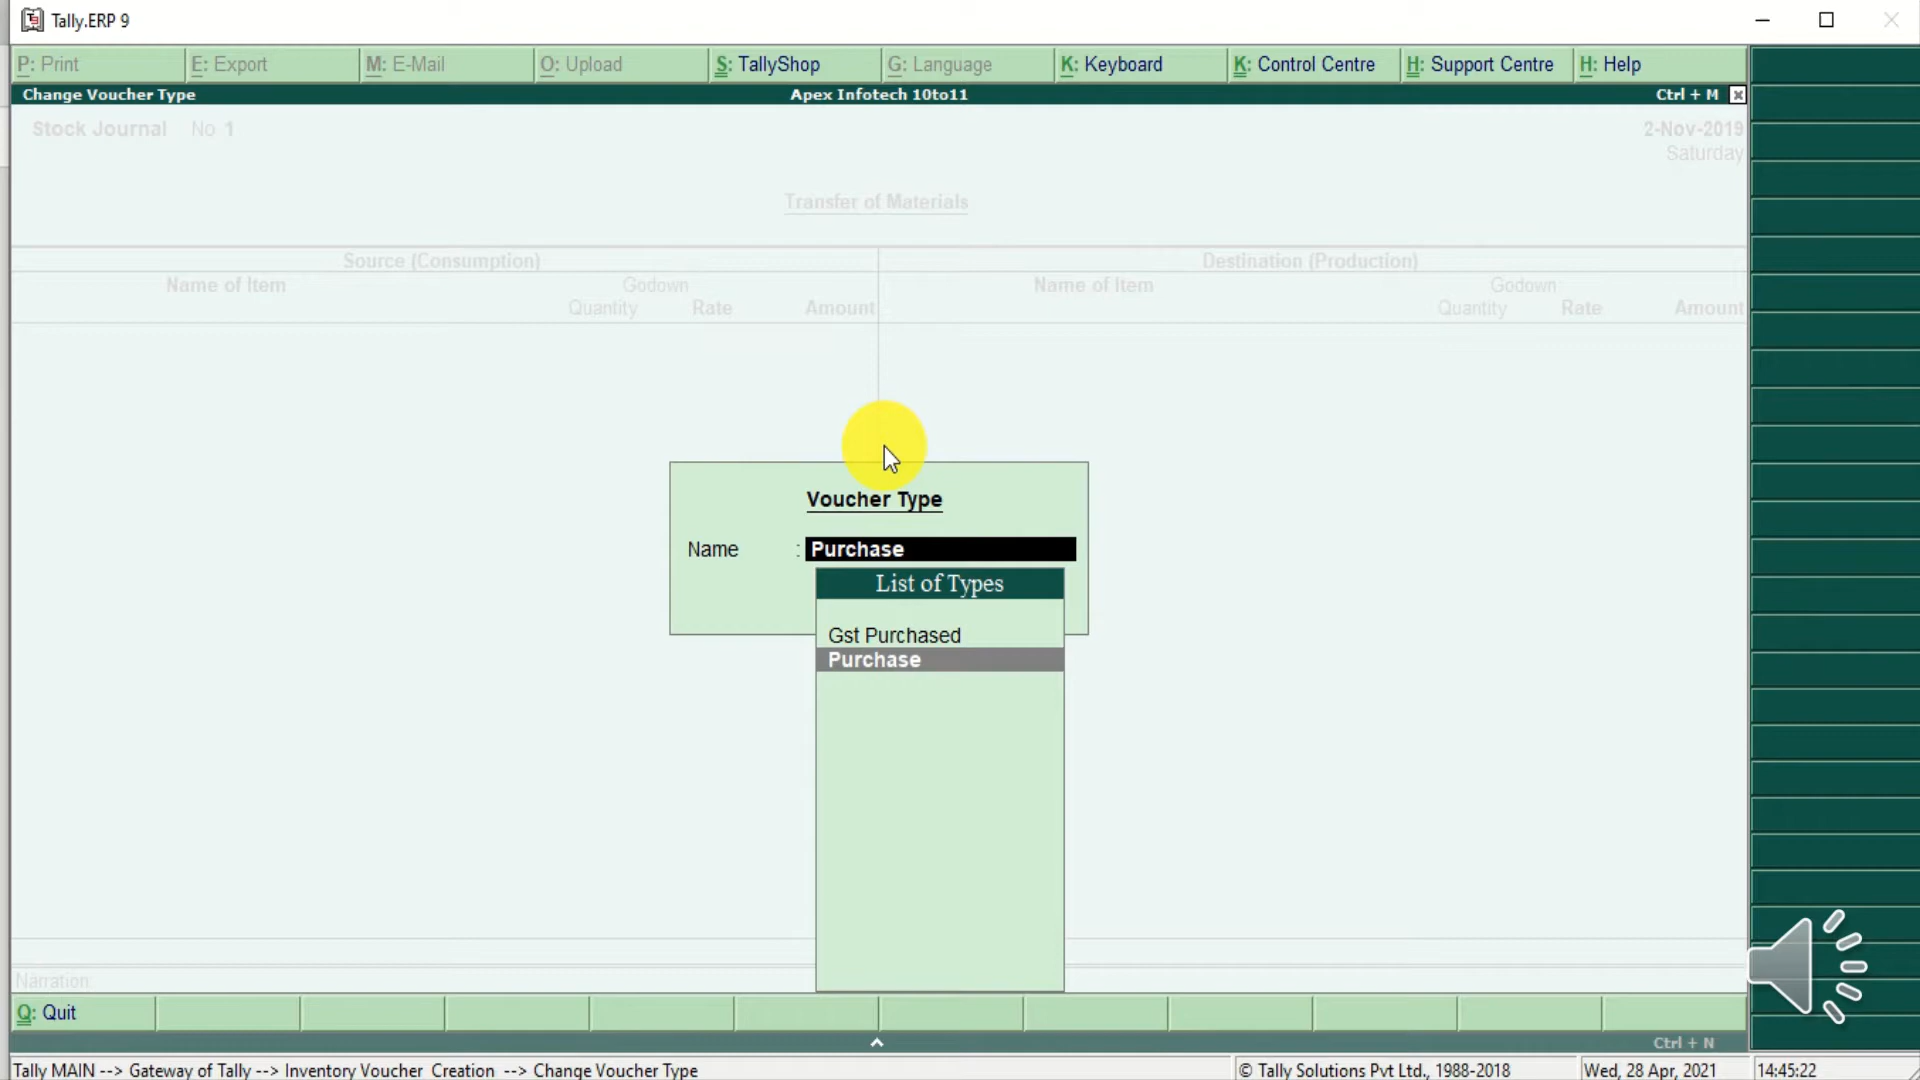 Tally.ERP 9
P: Print E: Export M: E-Mail O: Upload S: TallyShop G: Language K: Keyboard K: Control Centre H: Support Centre H: Help
Change Voucher Type Apex Infotech 10to11 Ctrl + M
Stock Journal No 1 2-Nov-2019
Saturday
Transfer of Materials
Source (Consumption) Destination (Production)
Name of Item Godown Name of Item Godown
Quantity Rate Amount Quantity Rate Amount
Voucher Type
Name : Purchase
List of Types
Gst Purchased
Purchase
Narration:
Q: Quit
Ctrl + N
Tally MAIN --> Gateway of Tally --> Inventory Voucher Creation --> Change Voucher Type © Tally Solutions Pvt Ltd., 1988-2018 Wed, 28 Apr, 2021 14:45:22